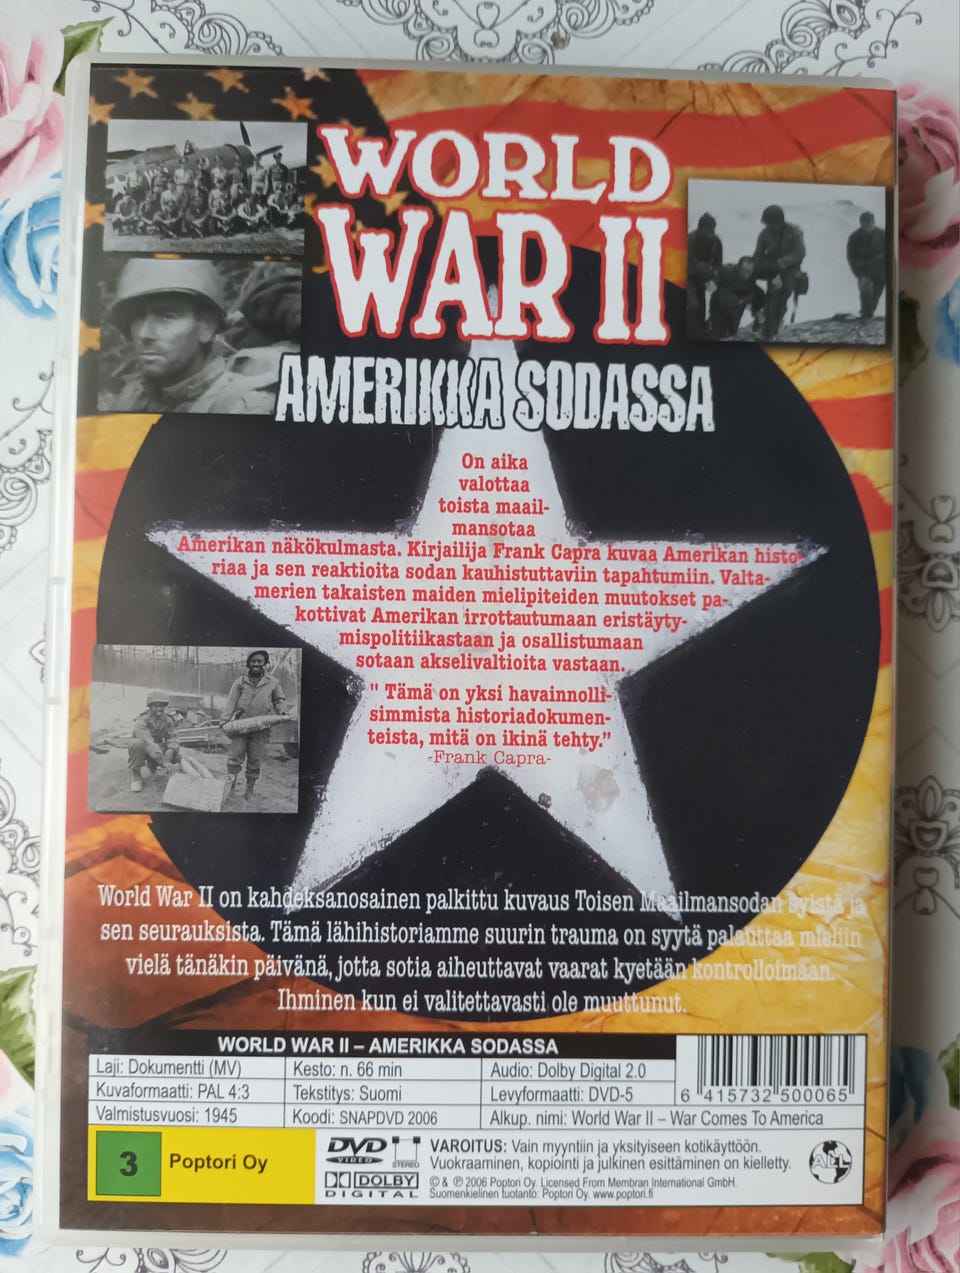 WORLD
WAR II
AMERIKKA SODASSA
On aika
valottaa
toista maail-
mansotaa
Amerikan näkökulmasta. Kirjailija Frank Capra kuvaa Amerikan histo-
riaa ja sen reaktioita sodan kauhistuttaviin tapahtumiin. Valta-
merien takaisten maiden mielipiteiden muutokset pa-
kottivat Amerikan irrottautumaan eristäyty-
mispolitiikastaan ja osallistumaan
sotaan akselivaltioita vastaan.
" Tämä on yksi havainnolli-
simmista historiadokumen-
teista, mitä on ikinä tehty.”
-Frank Capra-
World War II on kahdeksanosainen palkittu kuvaus Toisen Maailmansodan syistä ja
sen seurauksista. Tämä lähihistoriamme suurin trauma on syytä palauttaa mieliin
vielä tänäkin päivänä, jotta sotia aiheuttavat vaarat kyetään kontrolloimaan.
Ihminen kun ei valitettavasti ole muuttunut.
WORLD WAR II – AMERIKKA SODASSA
Laji: Dokumentti (MV)
Kesto: n. 66 min
Audio: Dolby Digital 2.0
Kuvaformaatti: PAL 4:3
Tekstitys: Suomi
Levyformaatti: DVD-5
Valmistusvuosi: 1945
Koodi: SNAPDVD 2006
Alkup. nimi: World War II – War Comes To America
6 415732 500065
3
Poptori Oy
DVD
VIDEO
STEREO
DOLBY
DIGITAL
VAROITUS: Vain myyntiin ja yksityiseen kotikäyttöön.
Vuokraaminen, kopiointi ja julkinen esittäminen on kielletty.
© & ℗ 2006 Poptori Oy. Licensed From Membran International GmbH.
Suomenkielinen tuotanto: Poptori Oy. www.poptori.fi
ALL